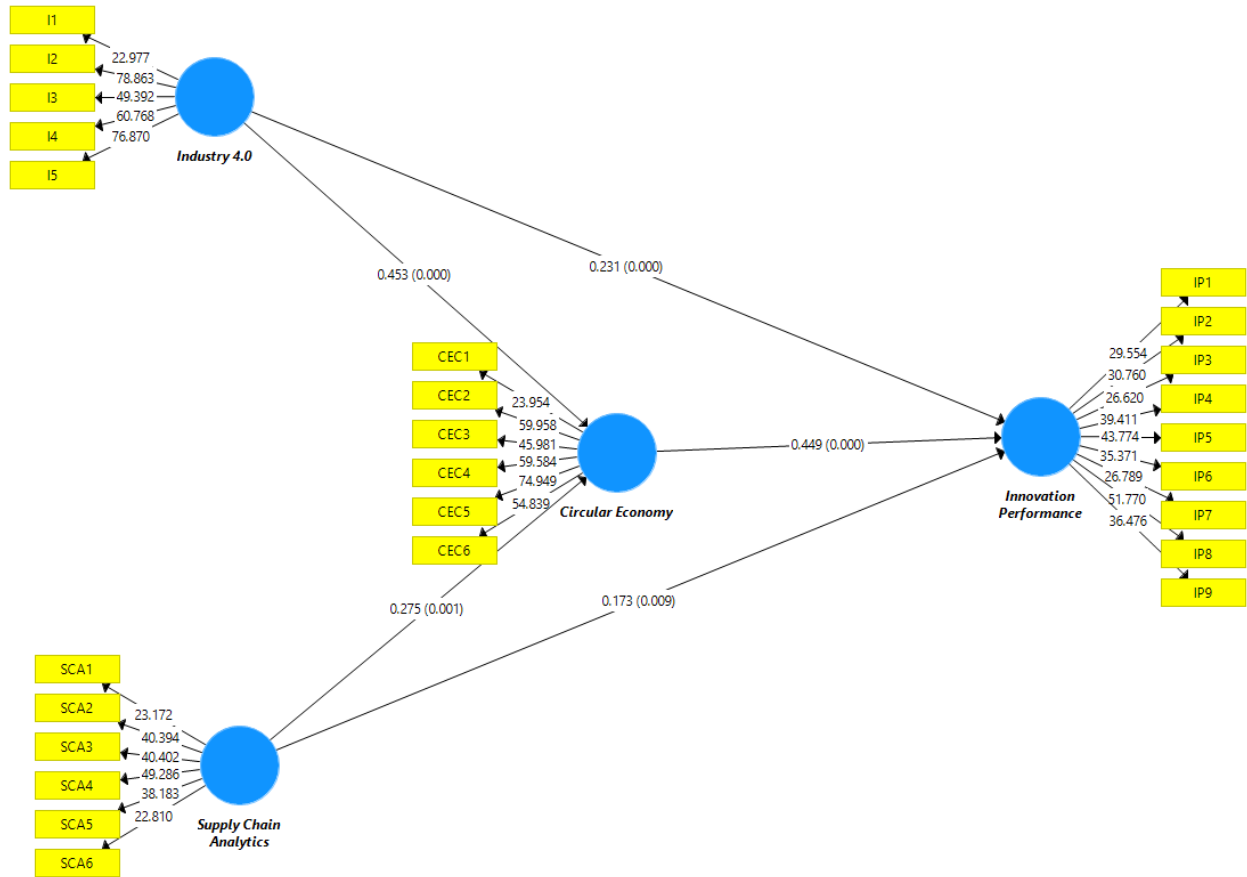 I1
I2
I3
I4
I5
22.977
78.863
49.392
60.768
76.870
Industry 4.0
0.453 (0.000)
0.231 (0.000)
CEC1
CEC2
CEC3
CEC4
CEC5
CEC6
23.954
59.958
45.981
59.584
74.949
54.839
Circular Economy
0.449 (0.000)
IP1
IP2
IP3
IP4
IP5
IP6
IP7
IP8
IP9
29.554
30.760
26.620
39.411
43.774
35.371
26.789
51.770
36.476
Innovation
Performance
0.275 (0.001)
0.173 (0.009)
SCA1
SCA2
SCA3
SCA4
SCA5
SCA6
23.172
40.394
40.402
49.286
38.183
22.810
Supply Chain
Analytics